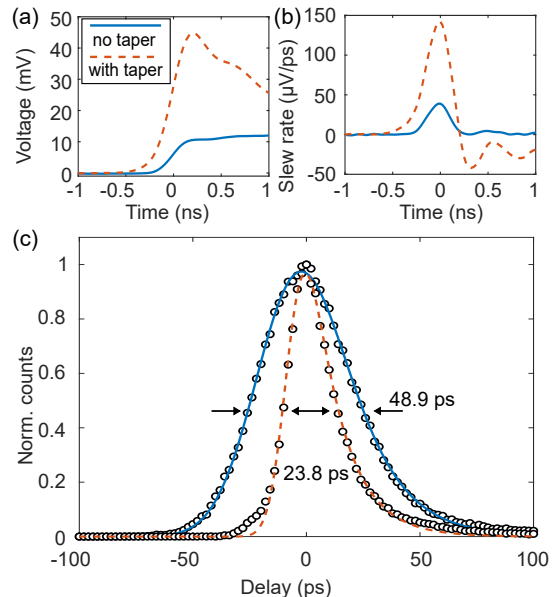 (a)
50
40
30
20
10
0
Voltage (mV)
no taper
with taper
-1 -0.5 0 0.5 1
Time (ns)
(b)
150
100
50
0
-50
Slew rate (µV/ps)
-1 -0.5 0 0.5 1
Time (ns)
(c)
1
0.8
0.6
0.4
0.2
0
Norm. counts
48.9 ps
23.8 ps
-100 -50 0 50 100
Delay (ps)